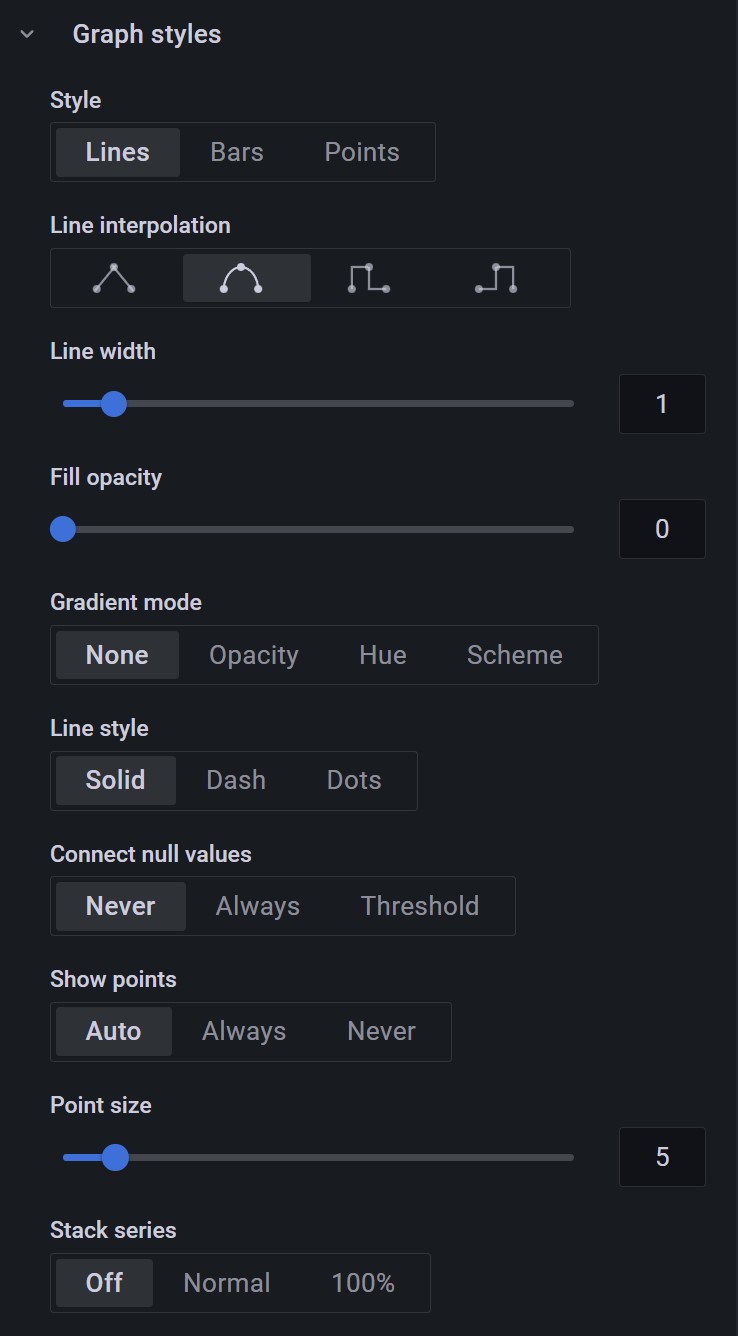 Graph styles
Style
Lines Bars Points
Line interpolation
Line width
1
Fill opacity
0
Gradient mode
None Opacity Hue Scheme
Line style
Solid Dash Dots
Connect null values
Never Always Threshold
Show points
Auto Always Never
Point size
5
Stack series
Off Normal 100%